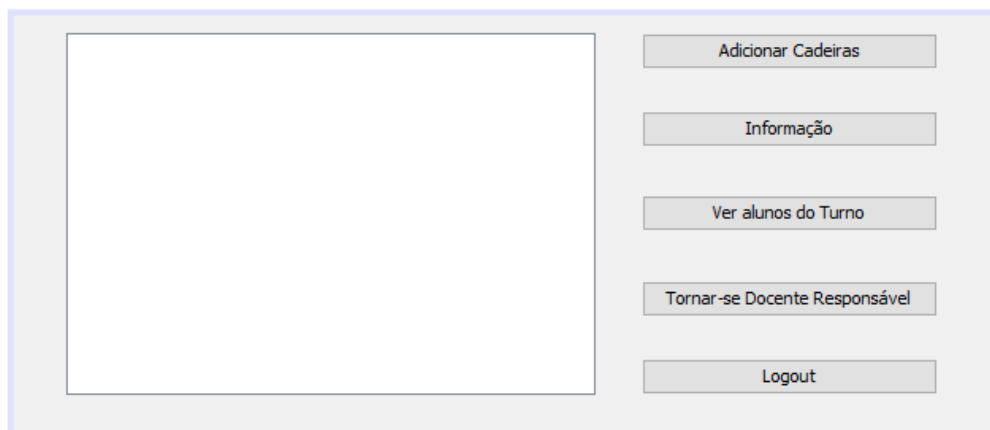 Adicionar Cadeiras
Informação
Ver alunos do Turno
Tornar-se Docente Responsável
Logout